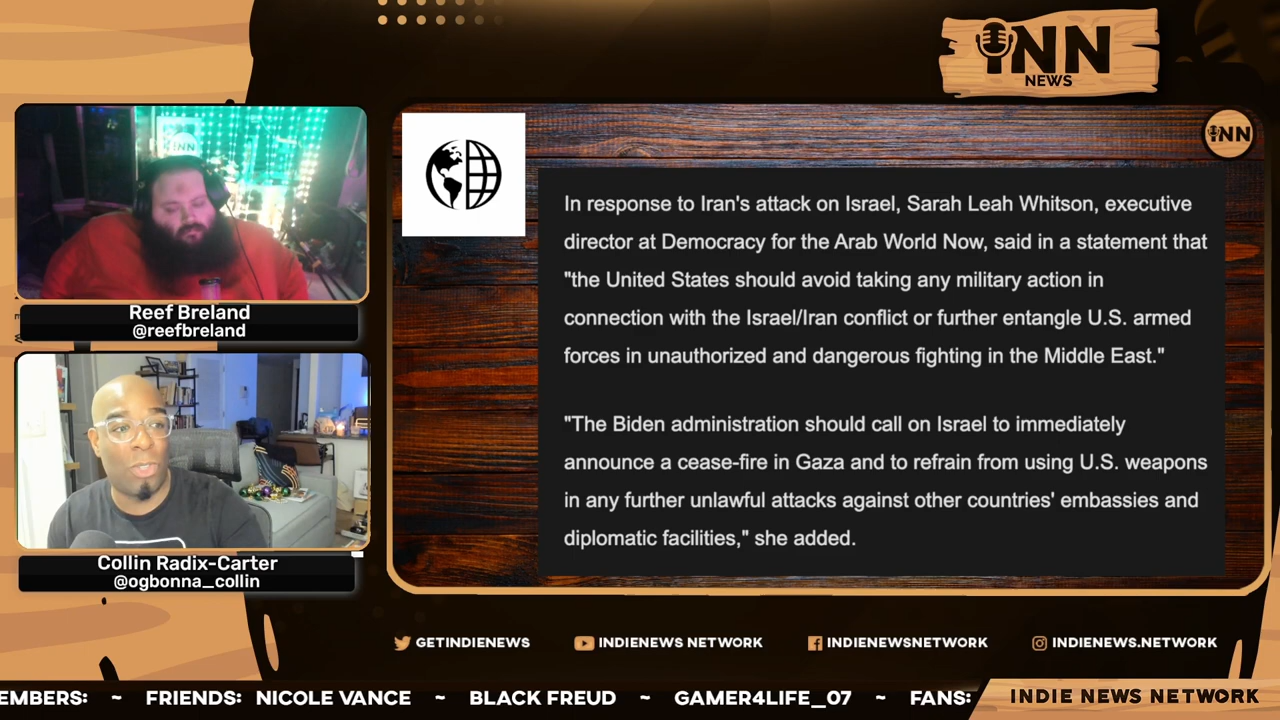 iNN
NEWS
iNN
In response to Iran's attack on Israel, Sarah Leah Whitson, executive
director at Democracy for the Arab World Now, said in a statement that
"the United States should avoid taking any military action in
connection with the Israel/Iran conflict or further entangle U.S. armed
forces in unauthorized and dangerous fighting in the Middle East."
"The Biden administration should call on Israel to immediately
announce a cease-fire in Gaza and to refrain from using U.S. weapons
in any further unlawful attacks against other countries' embassies and
diplomatic facilities," she added.
Reef Breland
@reefbreland
Collin Radix-Carter
@ogbonna_collin
GETINDIENEWS
INDIENEWS NETWORK
INDIENEWSNETWORK
INDIENEWS.NETWORK
EMBERS: ~ FRIENDS: NICOLE VANCE ~ BLACK FREUD ~ GAMER4LIFE_07 ~ FANS:
INDIE NEWS NETWORK